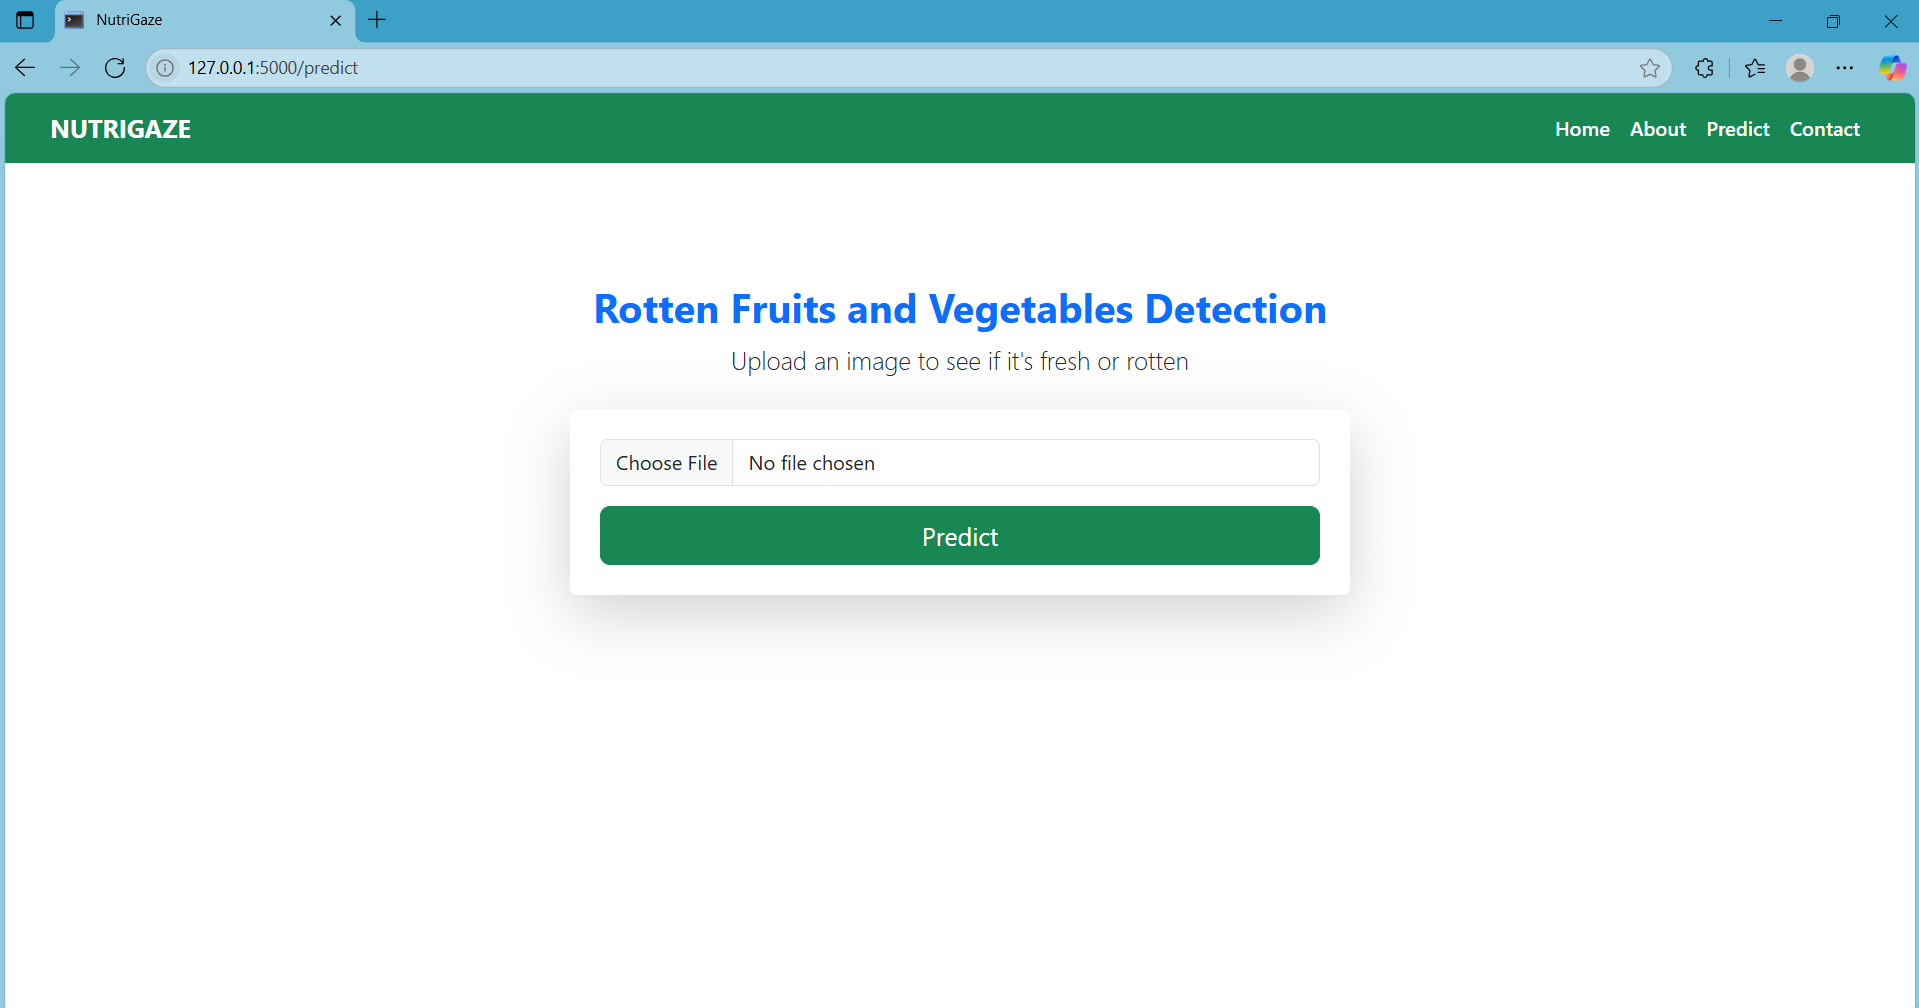 NutriGaze
127.0.0.1:5000/predict
NUTRIGAZE
Home About Predict Contact
Rotten Fruits and Vegetables Detection
Upload an image to see if it's fresh or rotten
Choose File No file chosen
Predict